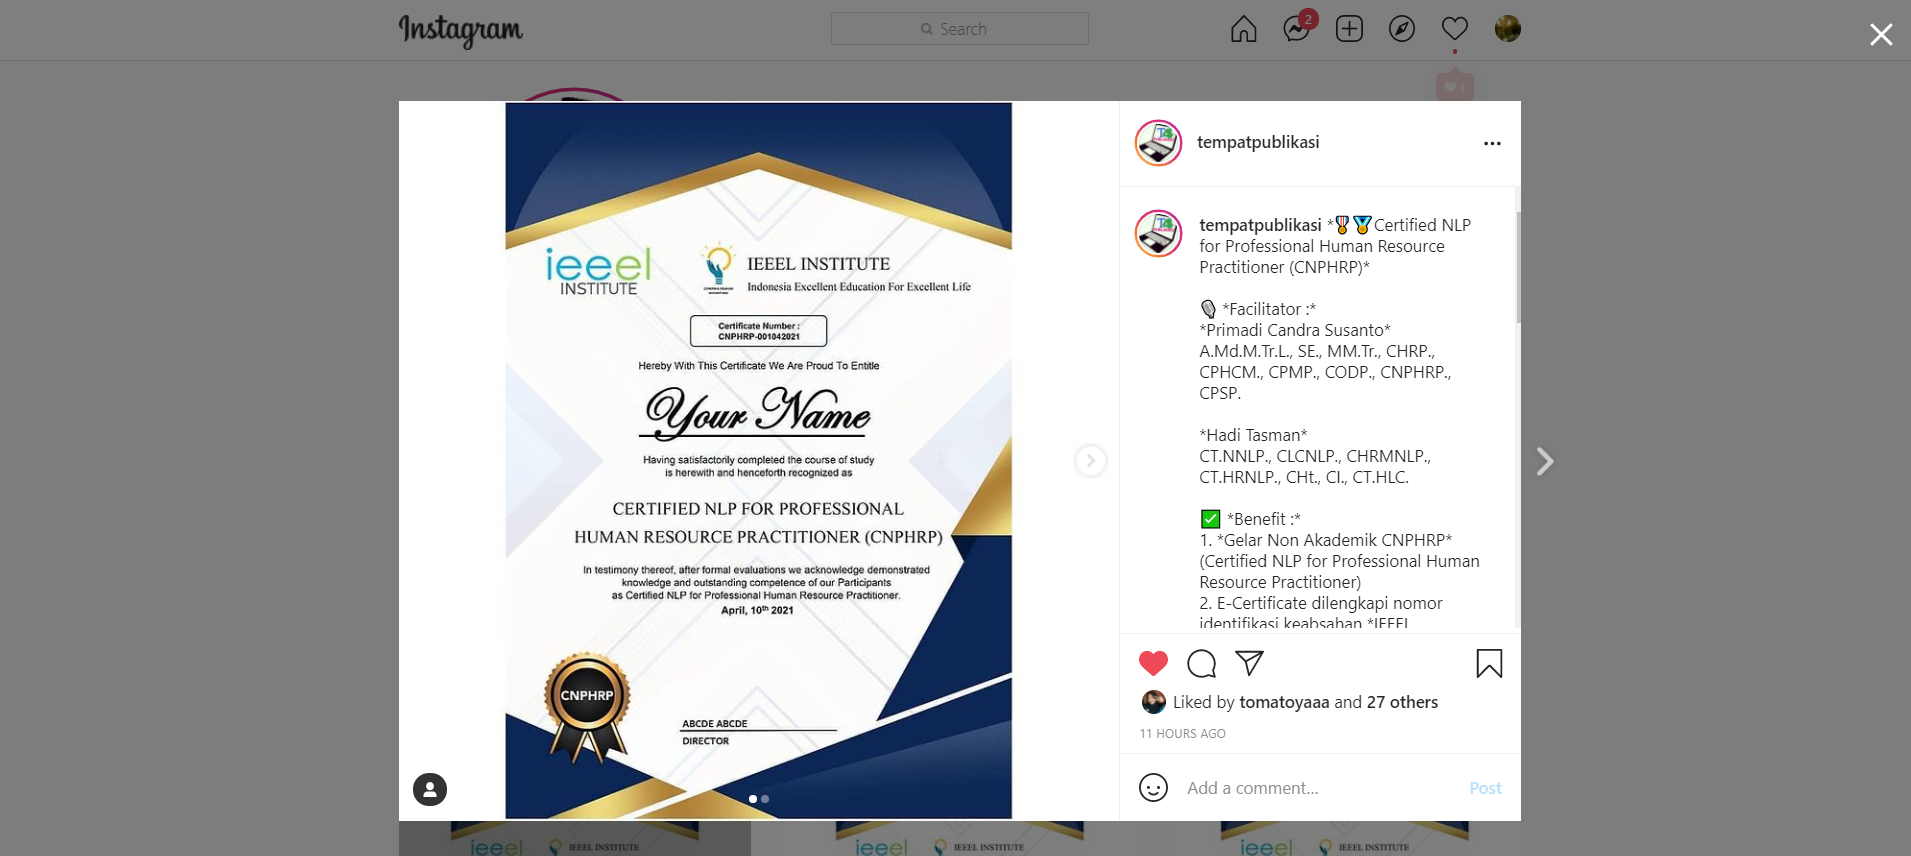 Instagram
Search
2
1
ieeel
INSTITUTE
IEEEL INSTITUTE
Indonesia Excellent Education For Excellent Life
Certificate Number :
CNPHRP-001042021
Hereby With This Certificate We Are Proud To Entitle
Your Name
Having satisfactorily completed the course of study
is herewith and henceforth recognized as
CERTIFIED NLP FOR PROFESSIONAL
HUMAN RESOURCE PRACTITIONER (CNPHRP)
In testimony thereof, after formal evaluations we acknowledge demonstrated
knowledge and outstanding competence of our Participants
as Certified NLP for Professional Human Resource Practitioner.
April, 10th 2021
CNPHRP
ABCDE ABCDE
DIRECTOR
tempatpublikasi
tempatpublikasi *🎖🏅Certified NLP
for Professional Human Resource
Practitioner (CNPHRP)*
🎙 *Facilitator :*
*Primadi Candra Susanto*
A.Md.M.Tr.L., SE., MM.Tr., CHRP.,
CPHCM., CPMP., CODP., CNPHRP.,
CPSP.
*Hadi Tasman*
CT.NNLP., CLCNLP., CHRMNLP.,
CT.HRNLP., CHt., CI., CT.HLC.
✅ *Benefit :*
1. *Gelar Non Akademik CNPHRP*
(Certified NLP for Professional Human
Resource Practitioner)
2. E-Certificate dilengkapi nomor
identifikasi keabsahan *IEEEL
Liked by tomatoyaaa and 27 others
11 HOURS AGO
Add a comment...
Post
ieeel
IEEEL INSTITUTE
ieeel
IEEEL INSTITUTE
ieeel
IEEEL INSTITUTE